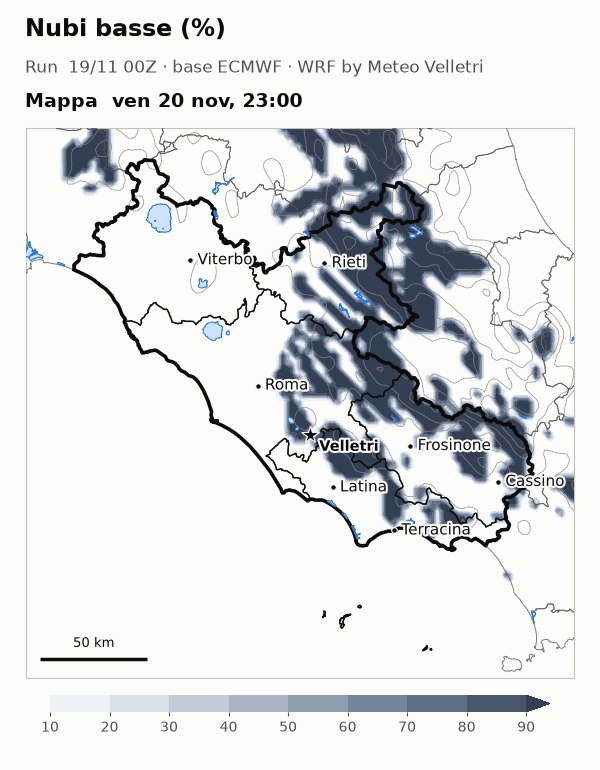 Nubi basse (%)
Run  19/11 00Z · base ECMWF · WRF by Meteo Velletri
Mappa  ven 20 nov, 23:00
Viterbo
Rieti
Roma
Velletri
Frosinone
Latina
Cassino
Terracina
50 km
10 20 30 40 50 60 70 80 90